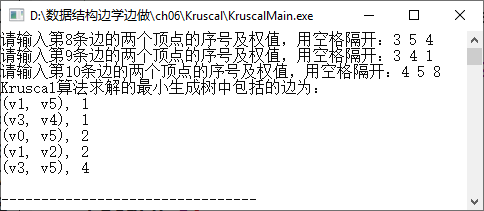 D:\数据结构边学边做\ch06\Kruscal\KruscalMain.exe
请输入第8条边的两个顶点的序号及权值，用空格隔开：3 5 4
请输入第9条边的两个顶点的序号及权值，用空格隔开：3 4 1
请输入第10条边的两个顶点的序号及权值，用空格隔开：4 5 8
Kruscal算法求解的最小生成树中包括的边为：
(v1, v5), 1
(v3, v4), 1
(v0, v5), 2
(v1, v2), 2
(v3, v5), 4
--------------------------------